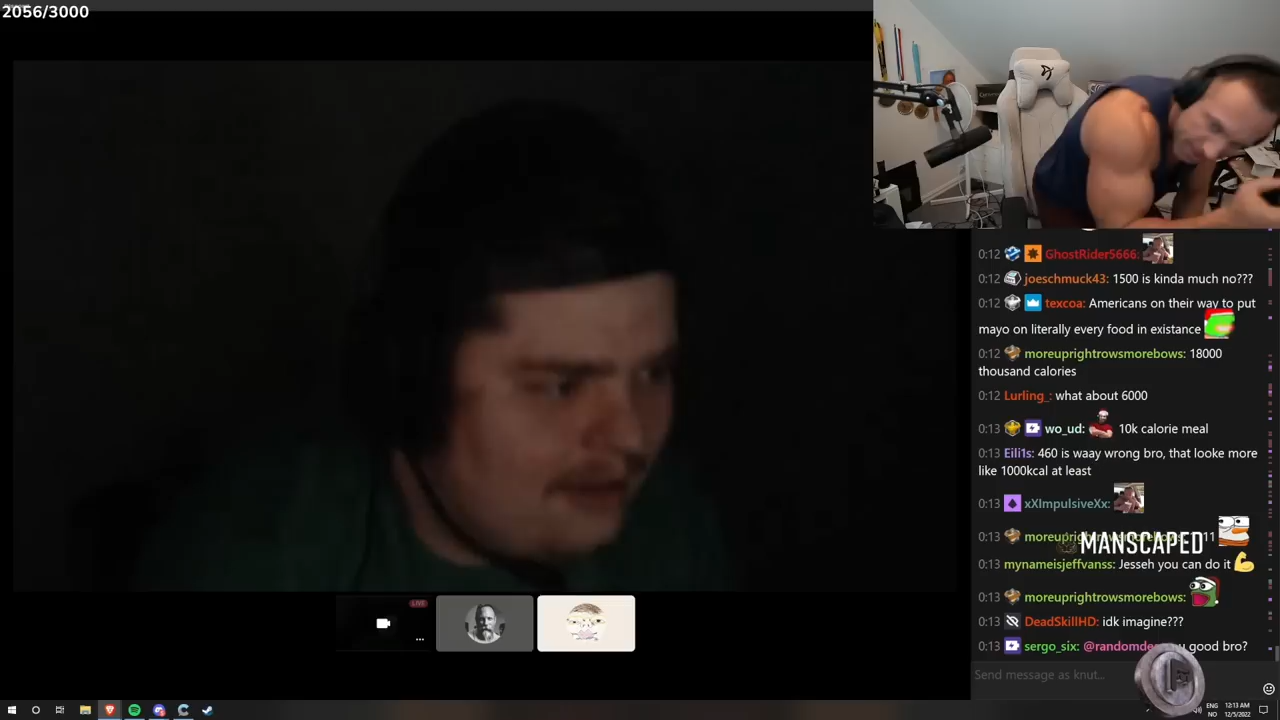 2056/3000
LIVE
0:12 GhostRider5666:
0:12 joeschmuck43: 1500 is kinda much no???
0:12 texcoa: Americans on their way to put
mayo on literally every food in existance
0:12 moreuprightrowsmorebows: 18000
thousand calories
0:12 Lurling_: what about 6000
0:13 wo_ud: 10k calorie meal
0:13 Eili1s: 460 is waay wrong bro, that looke more
like 1000kcal at least
0:13 xXImpulsiveXx:
0:13
MANSCAPED
0:13 mynameisjeffvanss: Jesseh you can do it
0:13 moreuprightrowsmorebows:
0:13 DeadSkillHD: idk imagine???
0:13 sergo_six: good bro?
Send message as knut...
ENG
NO
12:13 AM
12/5/2022